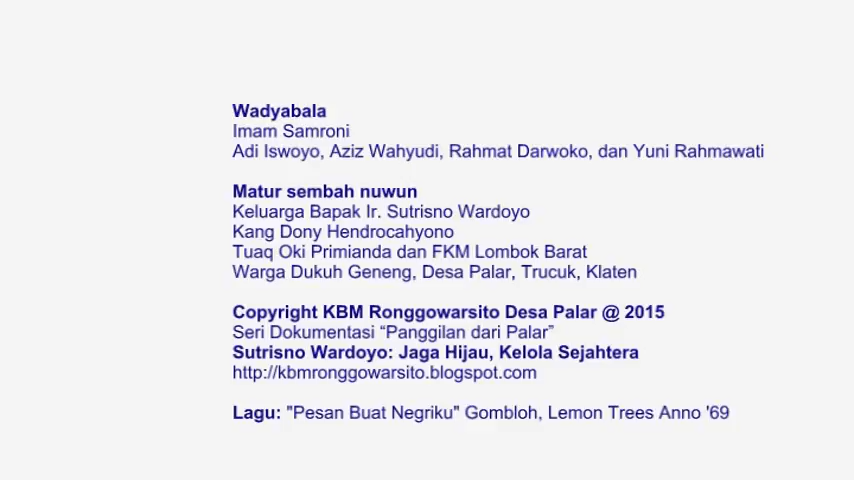 Wadyabala
Imam Samroni
Adi Iswoyo, Aziz Wahyudi, Rahmat Darwoko, dan Yuni Rahmawati
Matur sembah nuwun
Keluarga Bapak Ir. Sutrisno Wardoyo
Kang Dony Hendrocahyono
Tuaq Oki Primianda dan FKM Lombok Barat
Warga Dukuh Geneng, Desa Palar, Trucuk, Klaten
Copyright KBM Ronggowarsito Desa Palar @ 2015
Seri Dokumentasi “Panggilan dari Palar”
Sutrisno Wardoyo: Jaga Hijau, Kelola Sejahtera
http://kbmronggowarsito.blogspot.com
Lagu: "Pesan Buat Negriku" Gombloh, Lemon Trees Anno '69